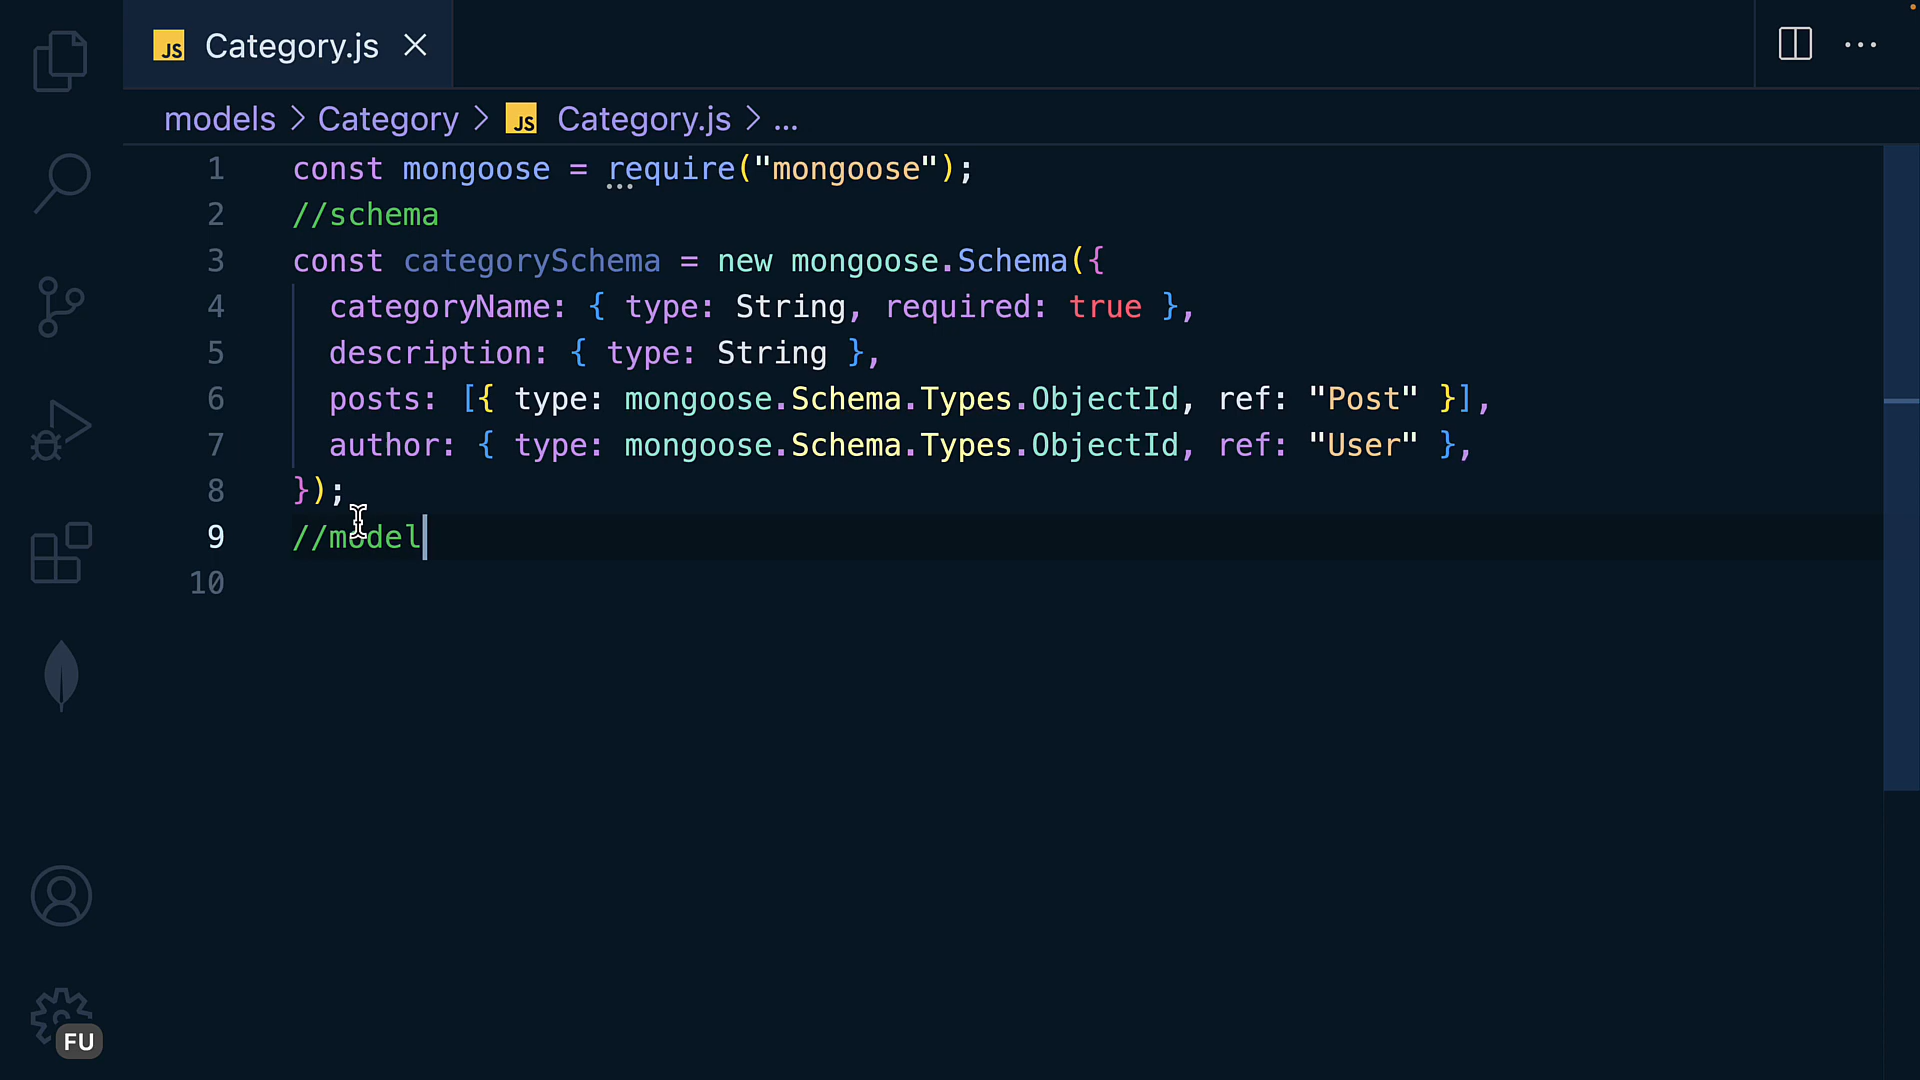 JS Category.js
models > Category > JS Category.js > ...
1 const mongoose = require("mongoose");
2 //schema
3 const categorySchema = new mongoose.Schema({
4   categoryName: { type: String, required: true },
5   description: { type: String },
6   posts: [{ type: mongoose.Schema.Types.ObjectId, ref: "Post" }],
7   author: { type: mongoose.Schema.Types.ObjectId, ref: "User" },
8 });
9 //model
10
FU